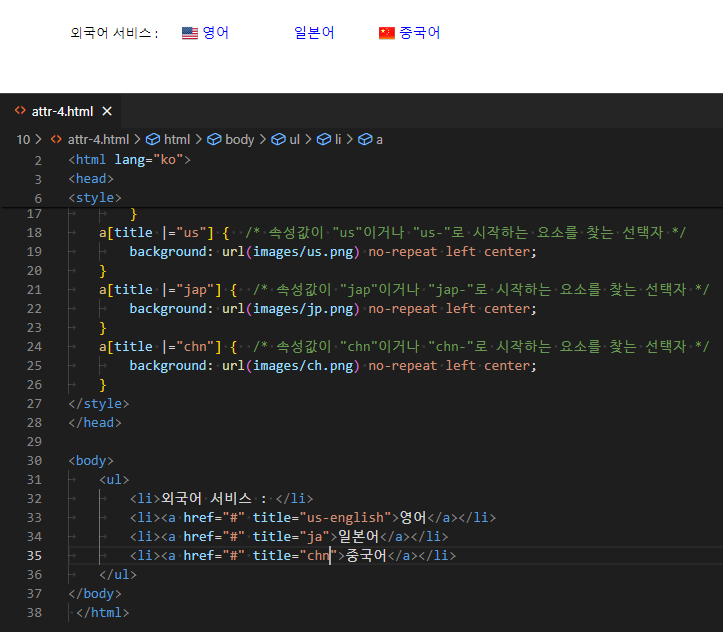 외국어 서비스 : 영어 일본어 중국어
attr-4.html
10 > attr-4.html > html > body > ul > li > a
2 <html lang="ko">
3 <head>
6 <style>
17 }
18 a[title |="us"] { /* 속성값이 "us"이거나 "us-"로 시작하는 요소를 찾는 선택자 */
19 background: url(images/us.png) no-repeat left center;
20 }
21 a[title |="jap"] { /* 속성값이 "jap"이거나 "jap-"로 시작하는 요소를 찾는 선택자 */
22 background: url(images/jp.png) no-repeat left center;
23 }
24 a[title |="chn"] { /* 속성값이 "chn"이거나 "chn-"로 시작하는 요소를 찾는 선택자 */
25 background: url(images/ch.png) no-repeat left center;
26 }
27 </style>
28 </head>
29
30 <body>
31 <ul>
32 <li>외국어 서비스 : </li>
33 <li><a href="#" title="us-english">영어</a></li>
34 <li><a href="#" title="ja">일본어</a></li>
35 <li><a href="#" title="chn">중국어</a></li>
36 </ul>
37 </body>
38 </html>